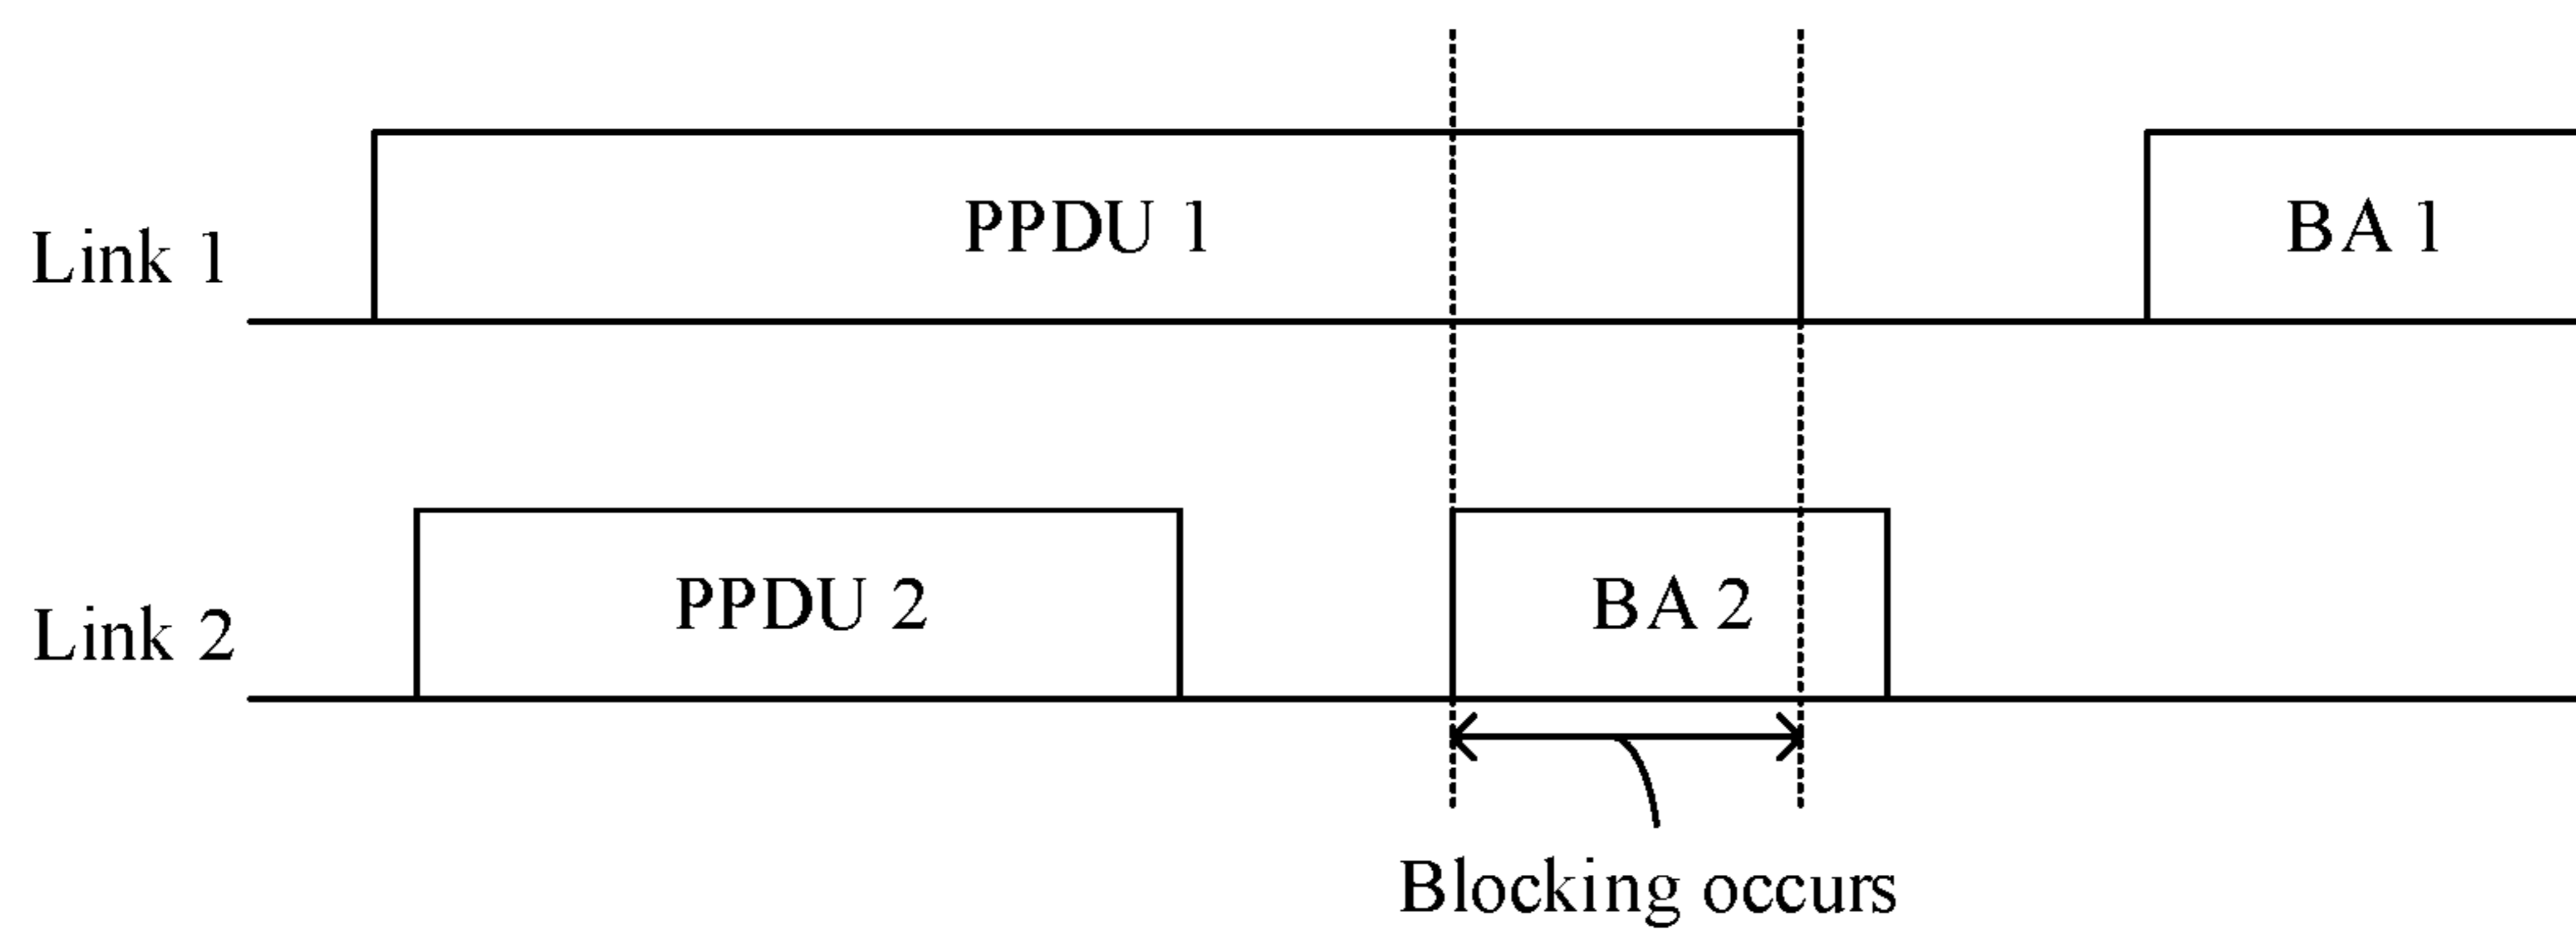 PPDU 1
BA 1
Link 1
PPDU 2
BA 2
Link 2
Blocking occurs